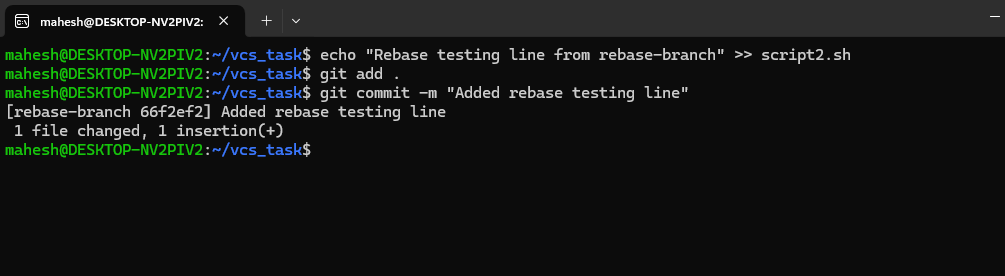 mahesh@DESKTOP-NV2PIV2:
mahesh@DESKTOP-NV2PIV2:~/vcs_task$ echo "Rebase testing line from rebase-branch" >> script2.sh
mahesh@DESKTOP-NV2PIV2:~/vcs_task$ git add .
mahesh@DESKTOP-NV2PIV2:~/vcs_task$ git commit -m "Added rebase testing line"
[rebase-branch 66f2ef2] Added rebase testing line
 1 file changed, 1 insertion(+)
mahesh@DESKTOP-NV2PIV2:~/vcs_task$